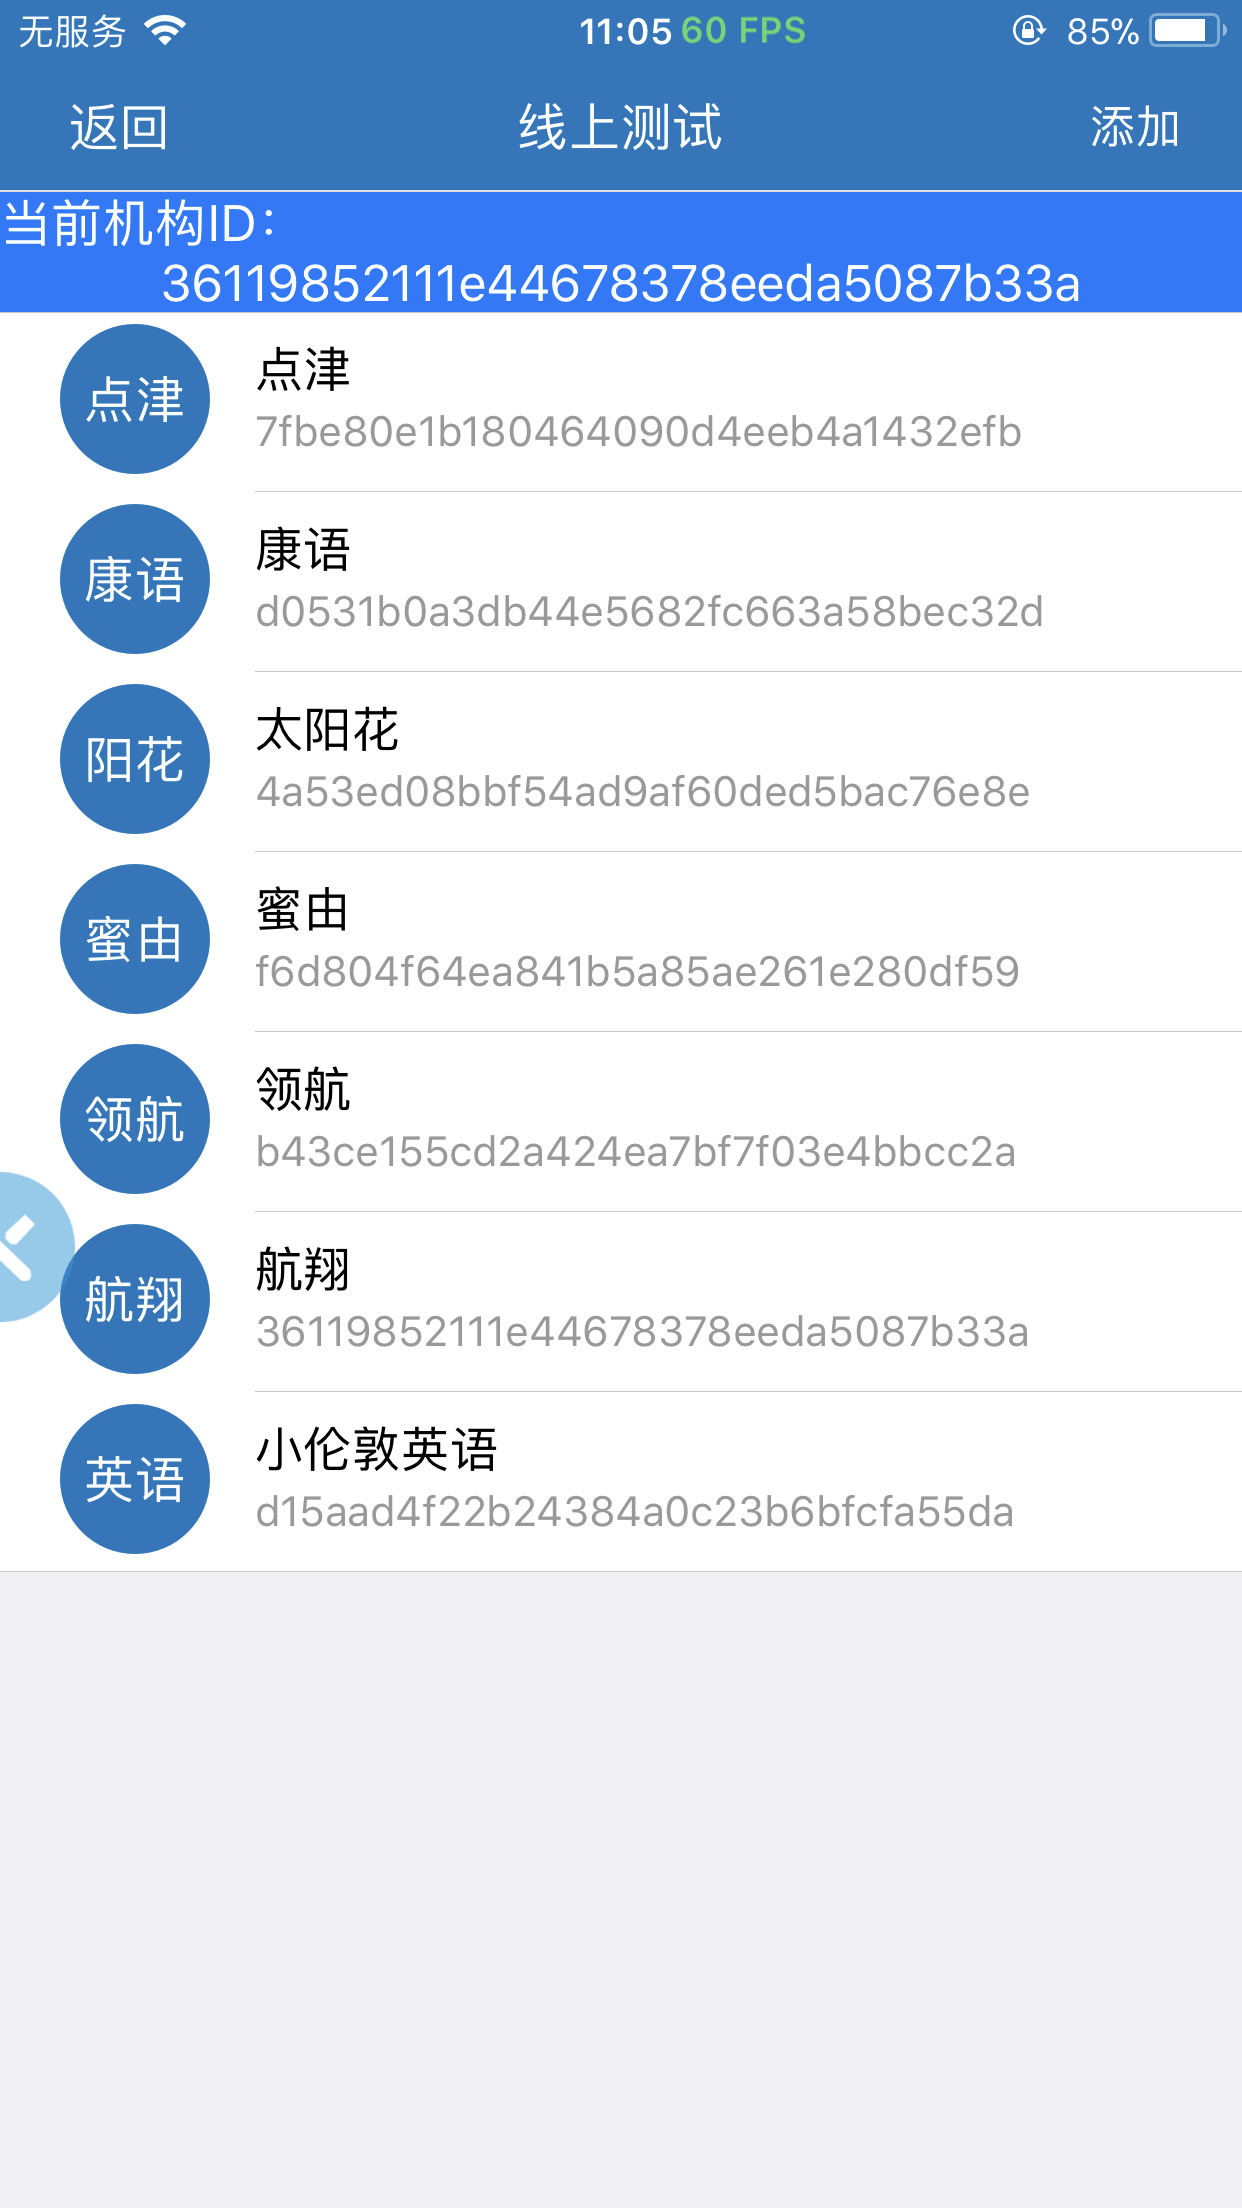 无服务 11:05 60 FPS 85%
返回 线上测试 添加
当前机构ID：
36119852111e44678378eeda5087b33a
点津 点津
7fbe80e1b180464090d4eeb4a1432efb
康语 康语
d0531b0a3db44e5682fc663a58bec32d
阳花 太阳花
4a53ed08bbf54ad9af60ded5bac76e8e
蜜由 蜜由
f6d804f64ea841b5a85ae261e280df59
领航 领航
b43ce155cd2a424ea7bf7f03e4bbcc2a
航翔 航翔
36119852111e44678378eeda5087b33a
英语 小伦敦英语
d15aad4f22b24384a0c23b6bfcfa55da